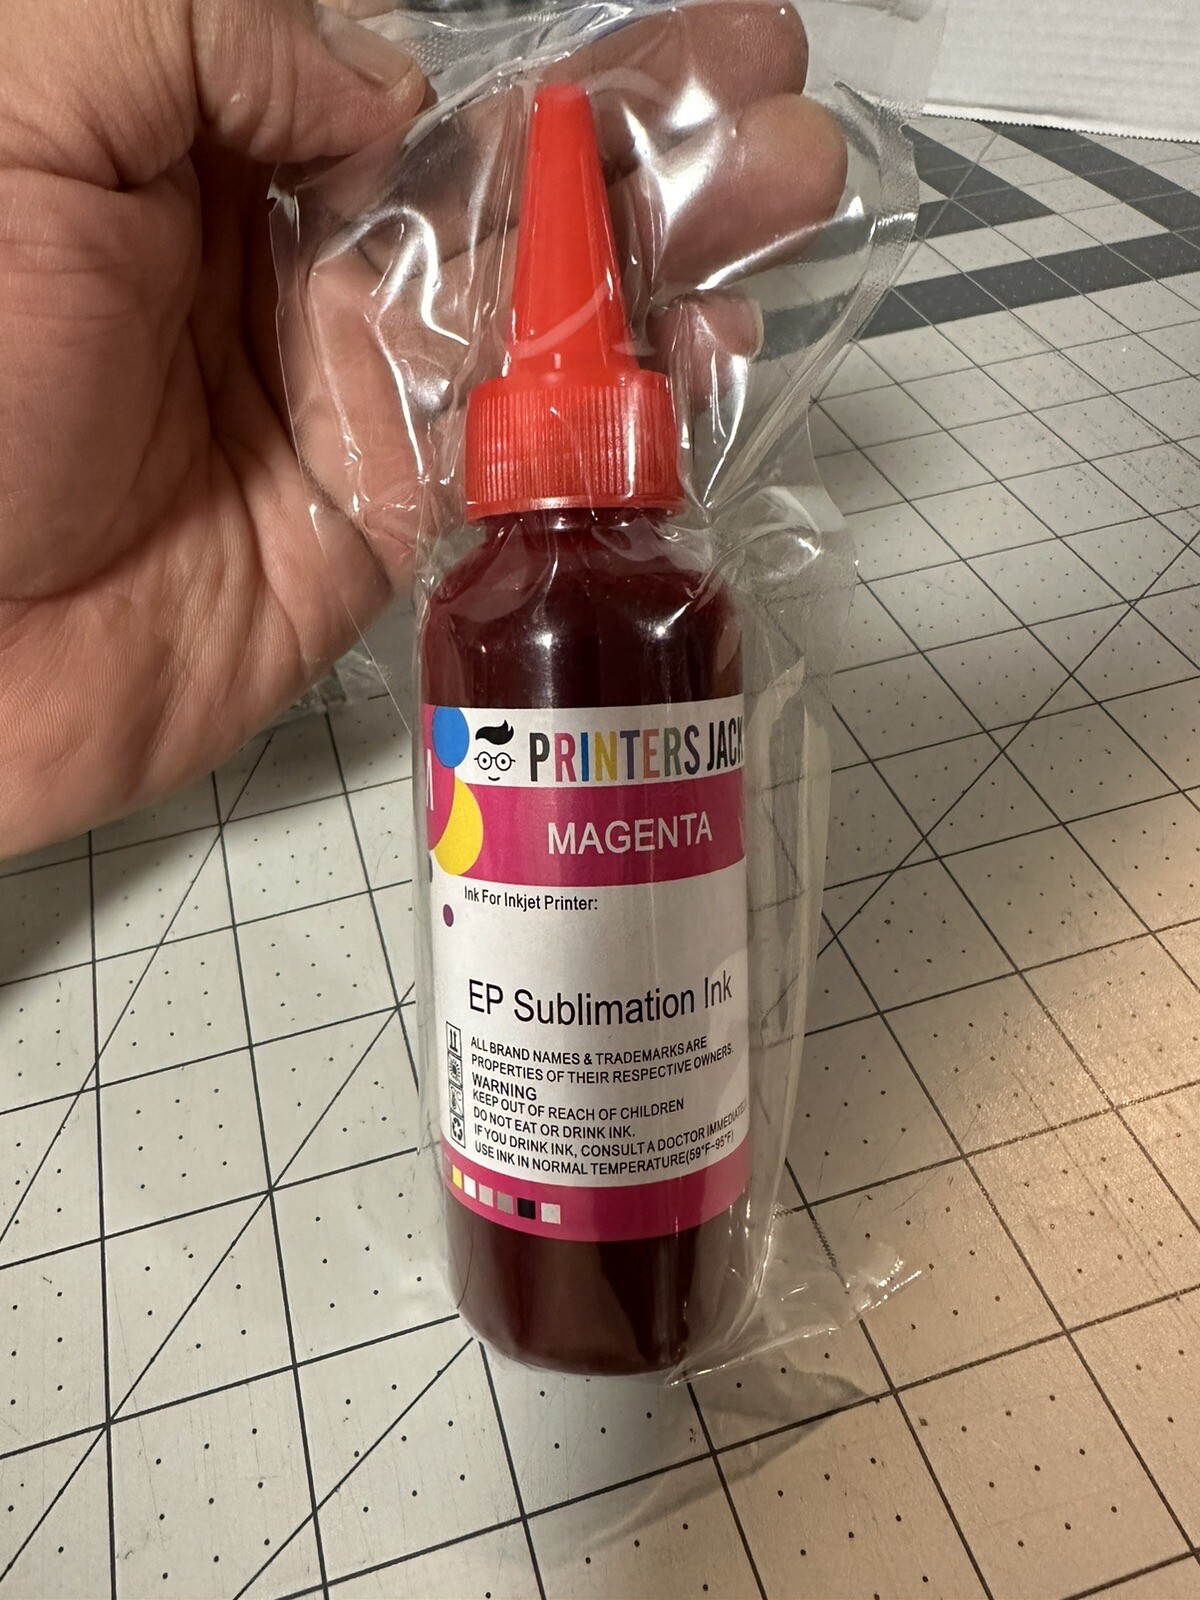 PRINTERS JACK
MAGENTA
Ink For Inkjet Printer:
EP Sublimation Ink
ALL BRAND NAMES & TRADEMARKS ARE
PROPERTIES OF THEIR RESPECTIVE OWNERS.
WARNING
KEEP OUT OF REACH OF CHILDREN
DO NOT EAT OR DRINK INK.
IF YOU DRINK INK, CONSULT A DOCTOR IMMEDIATELY
USE INK IN NORMAL TEMPERATURE(59°F-95°F)